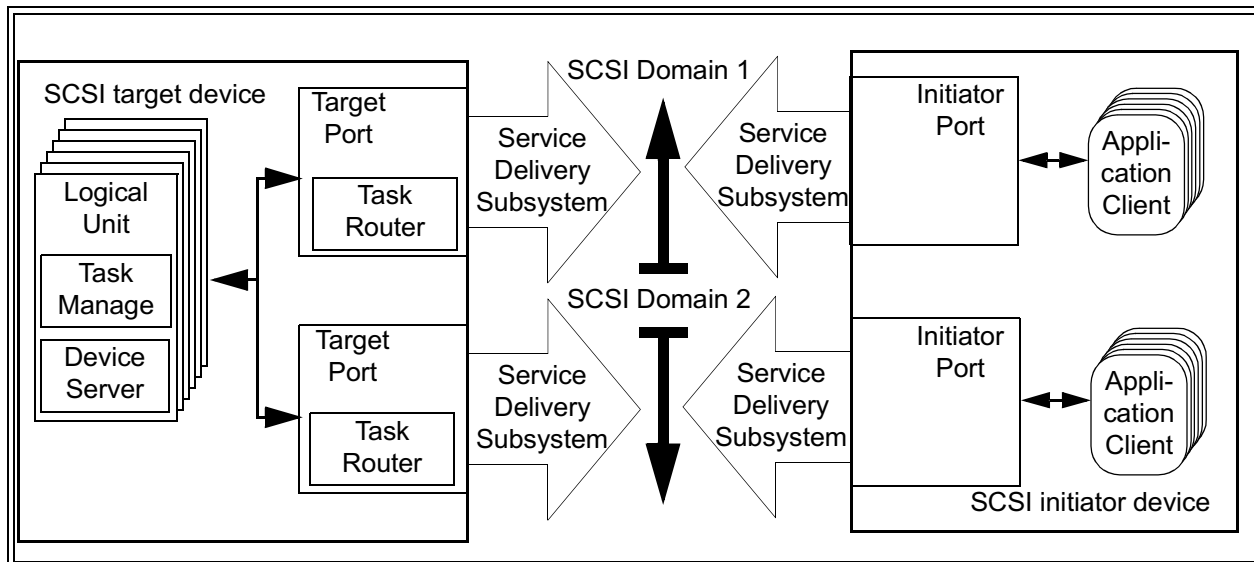 SCSI target device
Logical
Unit
Task
Manage
Device
Server
Target
Port
Task
Router
Target
Port
Task
Router
SCSI Domain 1
Service
Delivery
Subsystem
Service
Delivery
Subsystem
SCSI Domain 2
Service
Delivery
Subsystem
Service
Delivery
Subsystem
Initiator
Port
Appli-
cation
Client
Initiator
Port
Appli-
cation
Client
SCSI initiator device